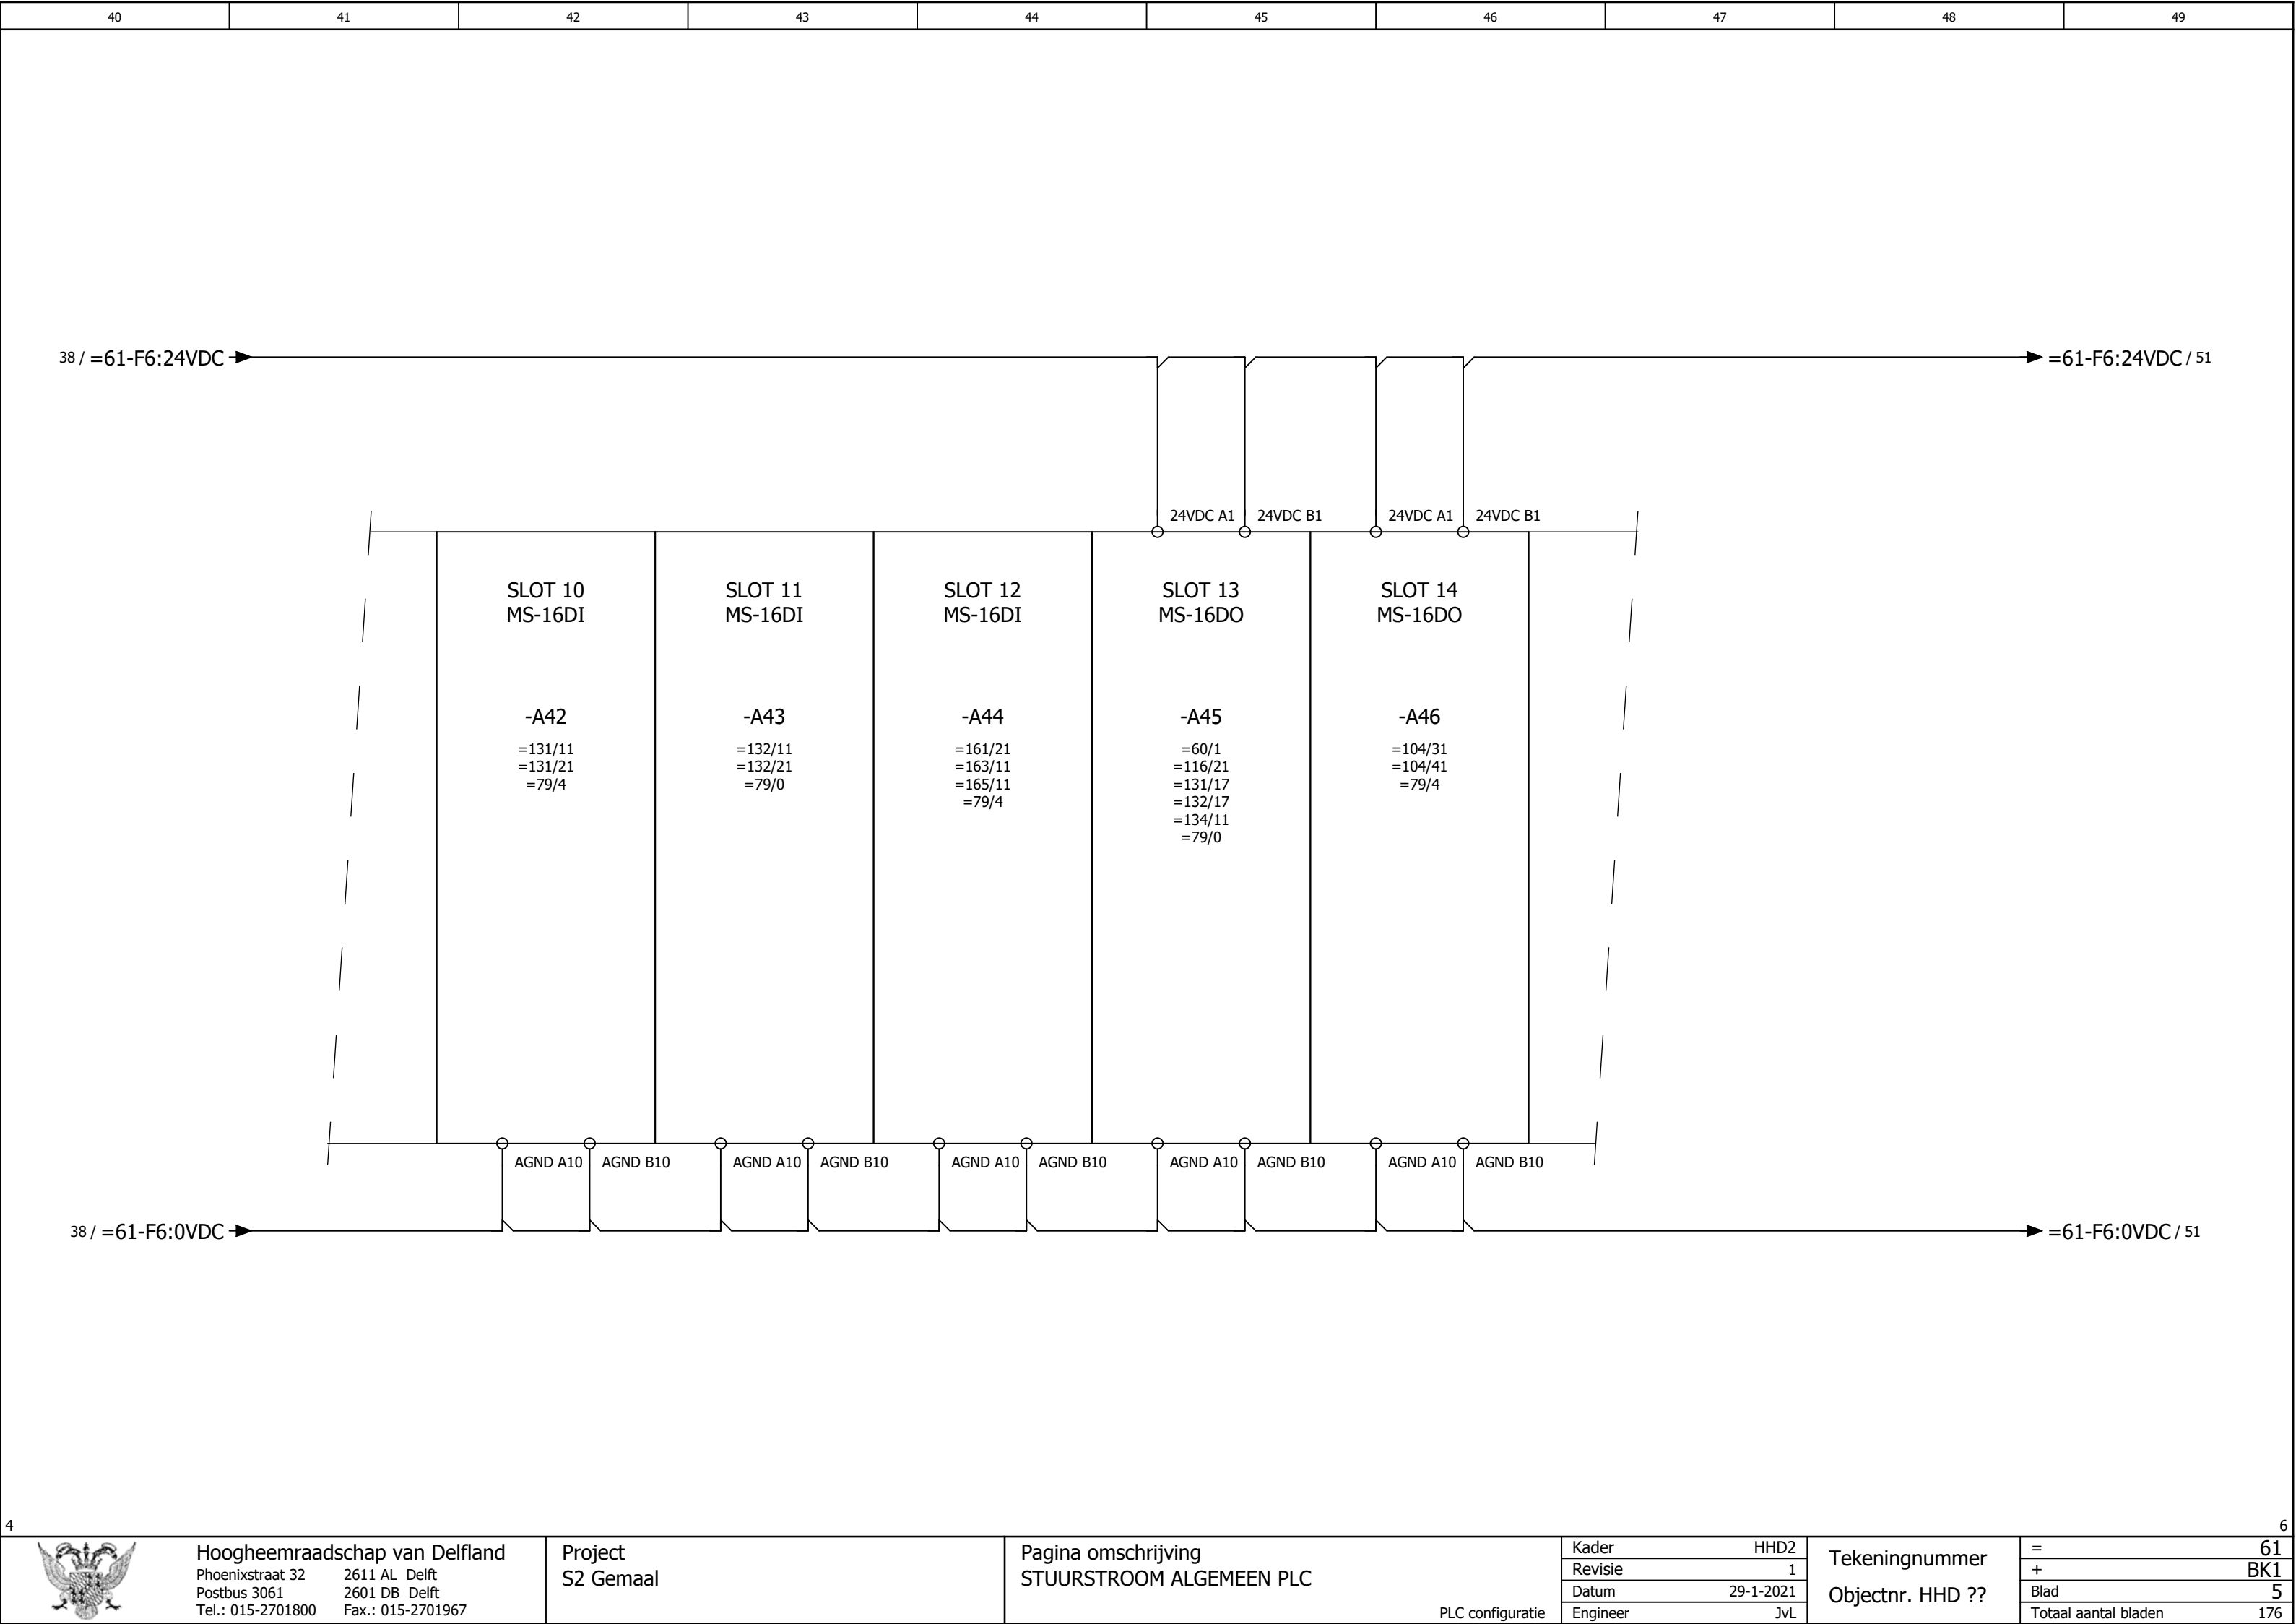 40 41 42 43 44 45 46 47 48 49
38 / =61-F6:24VDC
=61-F6:24VDC / 51
24VDC A1 24VDC B1 24VDC A1 24VDC B1
SLOT 10
MS-16DI
-A42
=131/11
=131/21
=79/4
SLOT 11
MS-16DI
-A43
=132/11
=132/21
=79/0
SLOT 12
MS-16DI
-A44
=161/21
=163/11
=165/11
=79/4
SLOT 13
MS-16DO
-A45
=60/1
=116/21
=131/17
=132/17
=134/11
=79/0
SLOT 14
MS-16DO
-A46
=104/31
=104/41
=79/4
AGND A10 AGND B10 AGND A10 AGND B10 AGND A10 AGND B10 AGND A10 AGND B10 AGND A10 AGND B10
38 / =61-F6:0VDC
=61-F6:0VDC / 51
4
6
Hoogheemraadschap van Delfland
Phoenixstraat 32 2611 AL Delft
Postbus 3061 2601 DB Delft
Tel.: 015-2701800 Fax.: 015-2701967
Project
S2 Gemaal
Pagina omschrijving
STUURSTROOM ALGEMEEN PLC
PLC configuratie
Kader HHD2
Revisie 1
Datum 29-1-2021
Engineer JvL
Tekeningnummer
Objectnr. HHD ??
= 61
+ BK1
Blad 5
Totaal aantal bladen 176